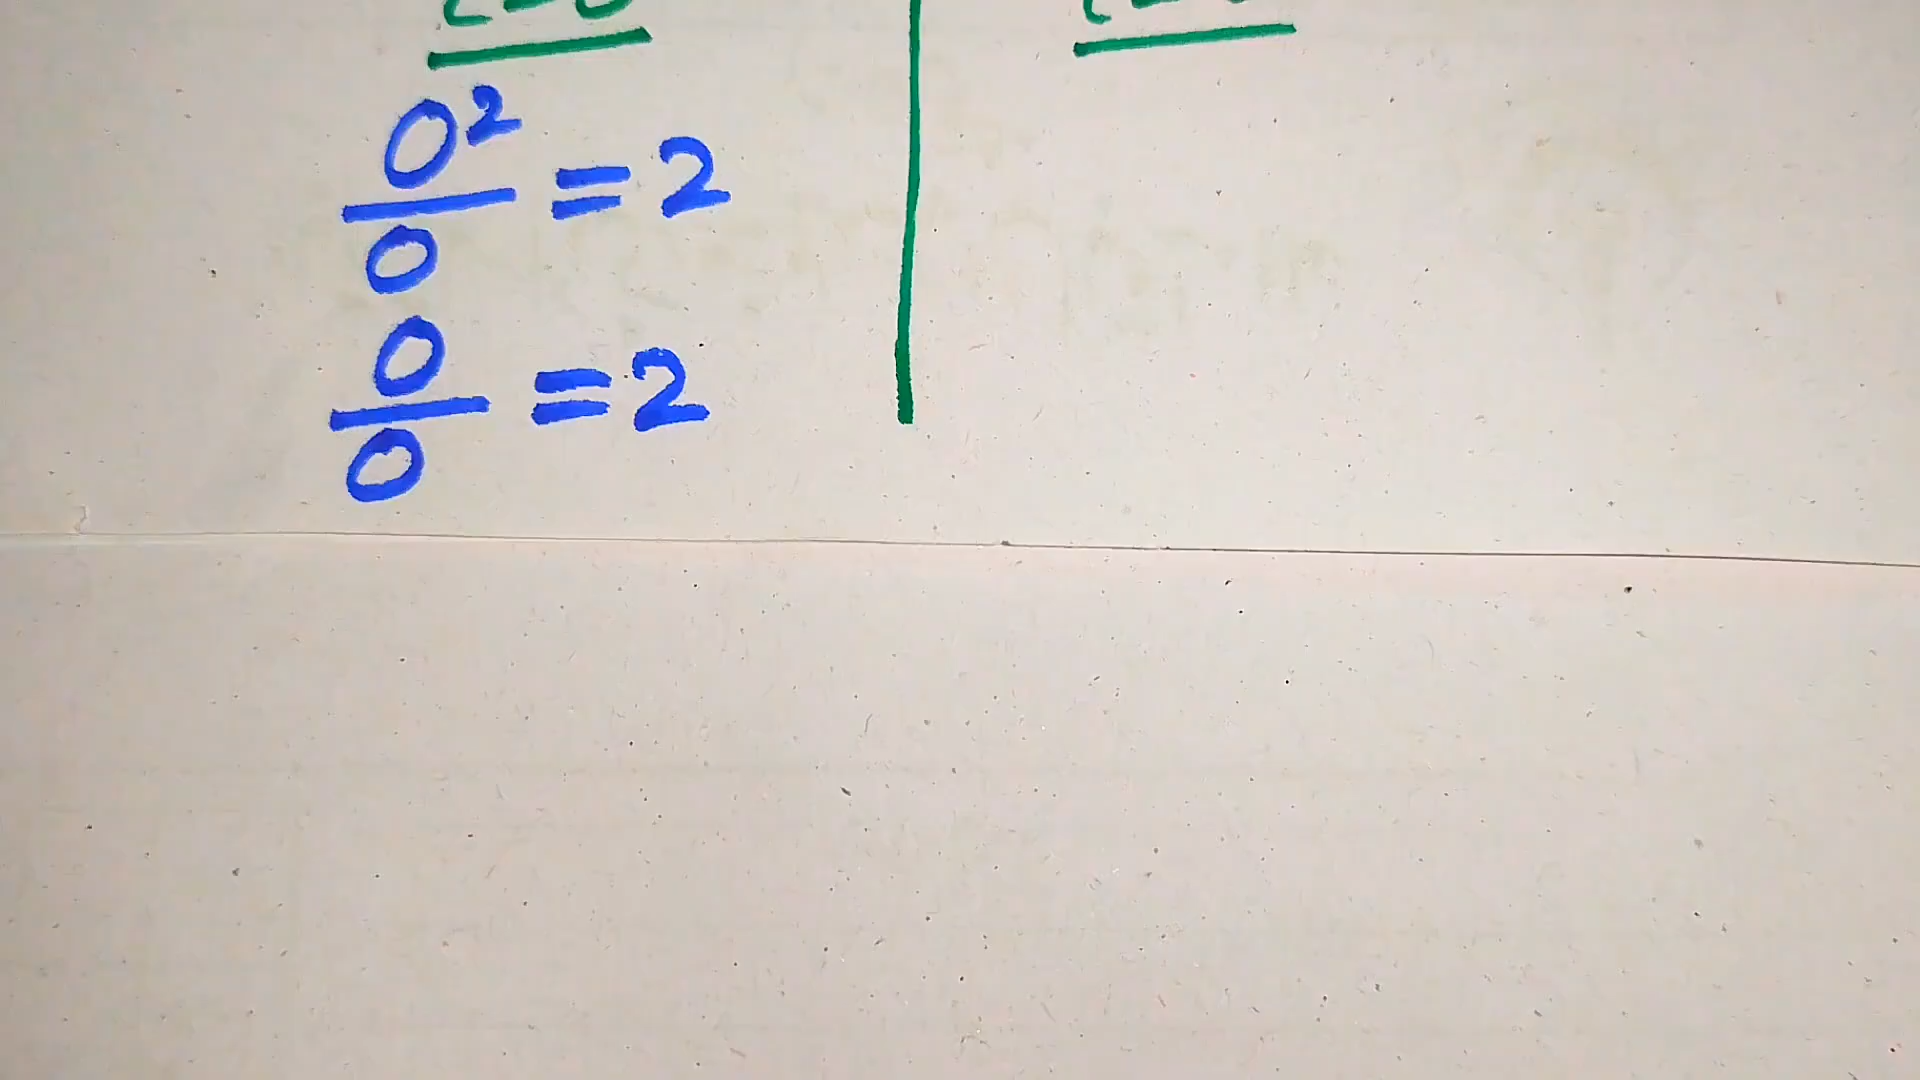 0²/0 = 2
0/0 = 2